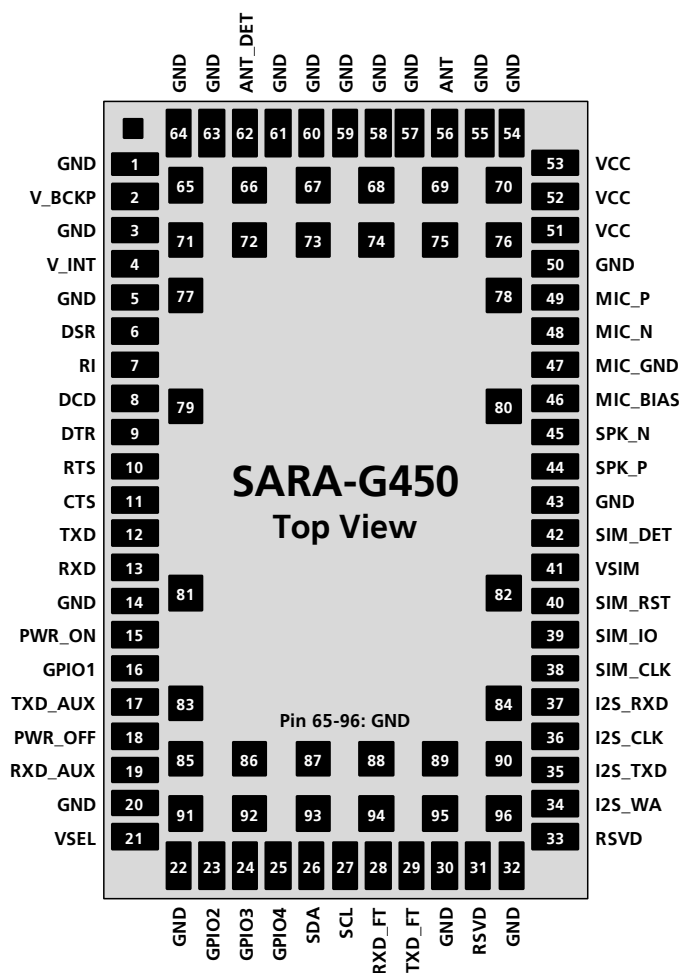 GND GND ANT_DET GND GND GND GND GND ANT GND GND
64 63 62 61 60 59 58 57 56 55 54
GND 1 53 VCC
65 66 67 68 69 70
V_BCKP 2 52 VCC
GND 3 51 VCC
71 72 73 74 75 76
V_INT 4 50 GND
GND 5 77 78 49 MIC_P
DSR 6 48 MIC_N
RI 7 47 MIC_GND
DCD 8 79 80 46 MIC_BIAS
DTR 9 45 SPK_N
RTS 10 44 SPK_P
SARA-G450
CTS 11 43 GND
Top View
TXD 12 42 SIM_DET
RXD 13 41 VSIM
GND 14 81 82 40 SIM_RST
PWR_ON 15 39 SIM_IO
GPIO1 16 38 SIM_CLK
TXD_AUX 17 83 84 37 I2S_RXD
Pin 65-96: GND
PWR_OFF 18 36 I2S_CLK
85 86 87 88 89 90
RXD_AUX 19 35 I2S_TXD
GND 20 34 I2S_WA
91 92 93 94 95 96
VSEL 21 33 RSVD
22 23 24 25 26 27 28 29 30 31 32
GND GPIO2 GPIO3 GPIO4 SDA SCL RXD_FT TXD_FT GND RSVD GND